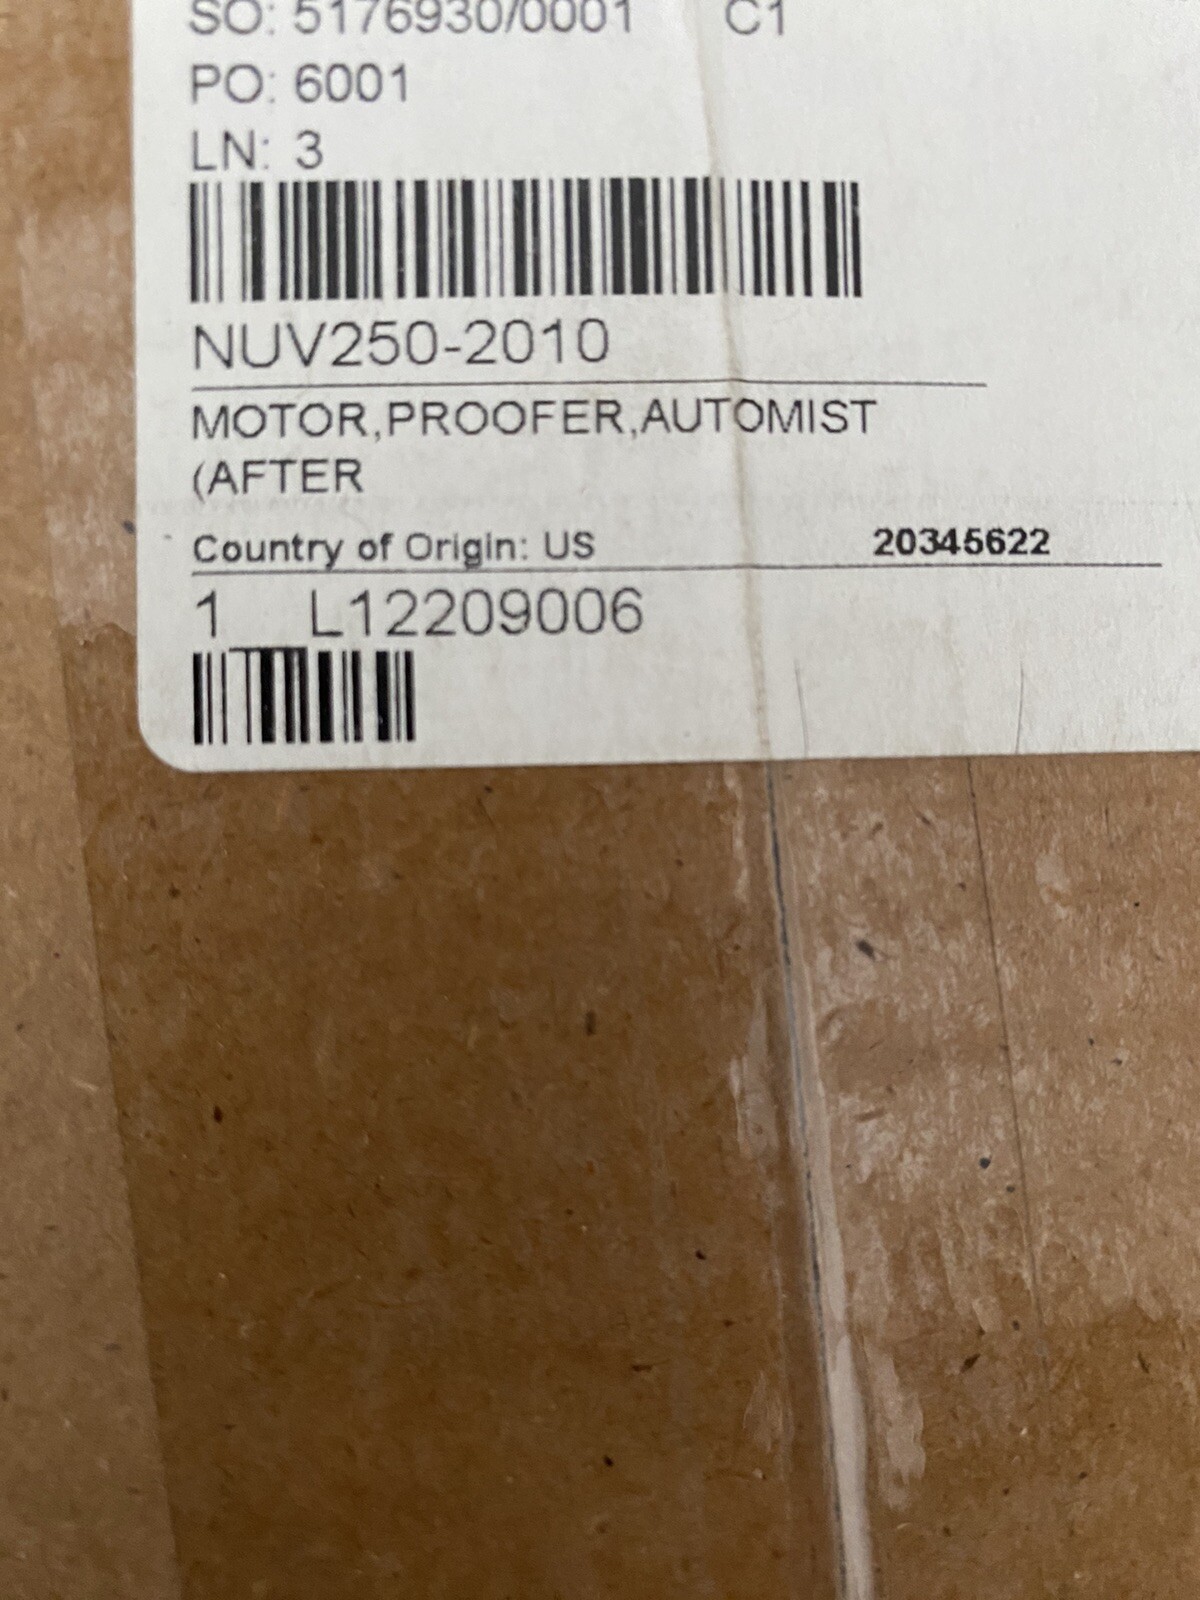 SO: 5176930/0001 C1
PO: 6001
LN: 3
NUV250-2010
MOTOR,PROOFER,AUTOMIST
(AFTER
Country of Origin: US 20345622
1 L12209006